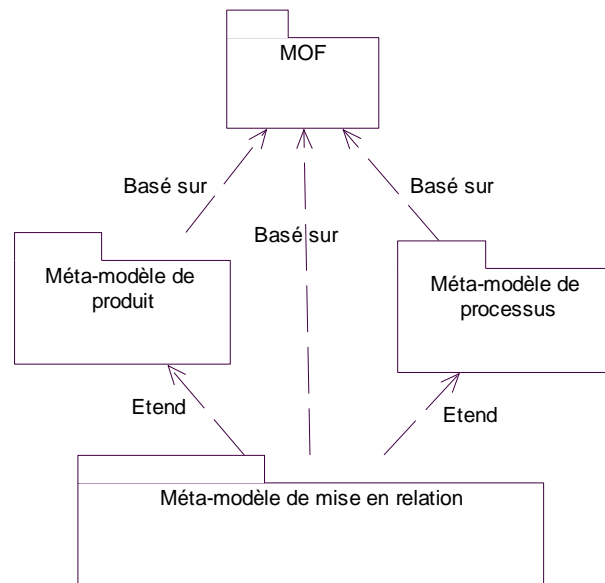 MOF
Basé sur
Basé sur
Basé sur
Méta-modèle de
produit
Méta-modèle de
processus
Etend
Etend
Méta-modèle de mise en relation